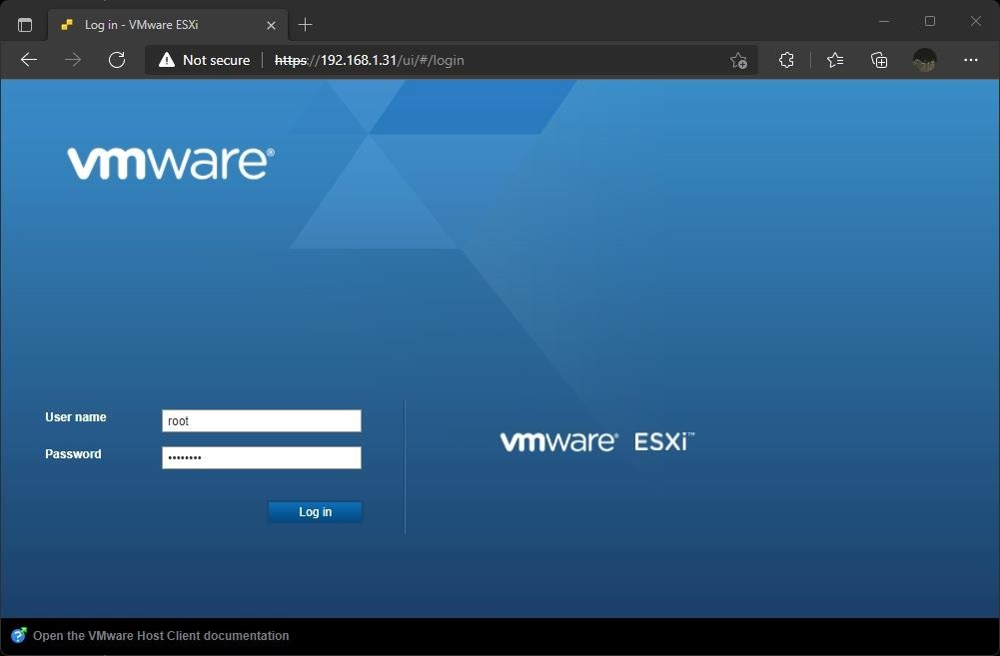 Log in - VMware ESXi
Not secure https://192.168.1.31/ui/#/login
vmware®
User name root
Password ••••••••
Log in
vmware® ESXi™
Open the VMware Host Client documentation